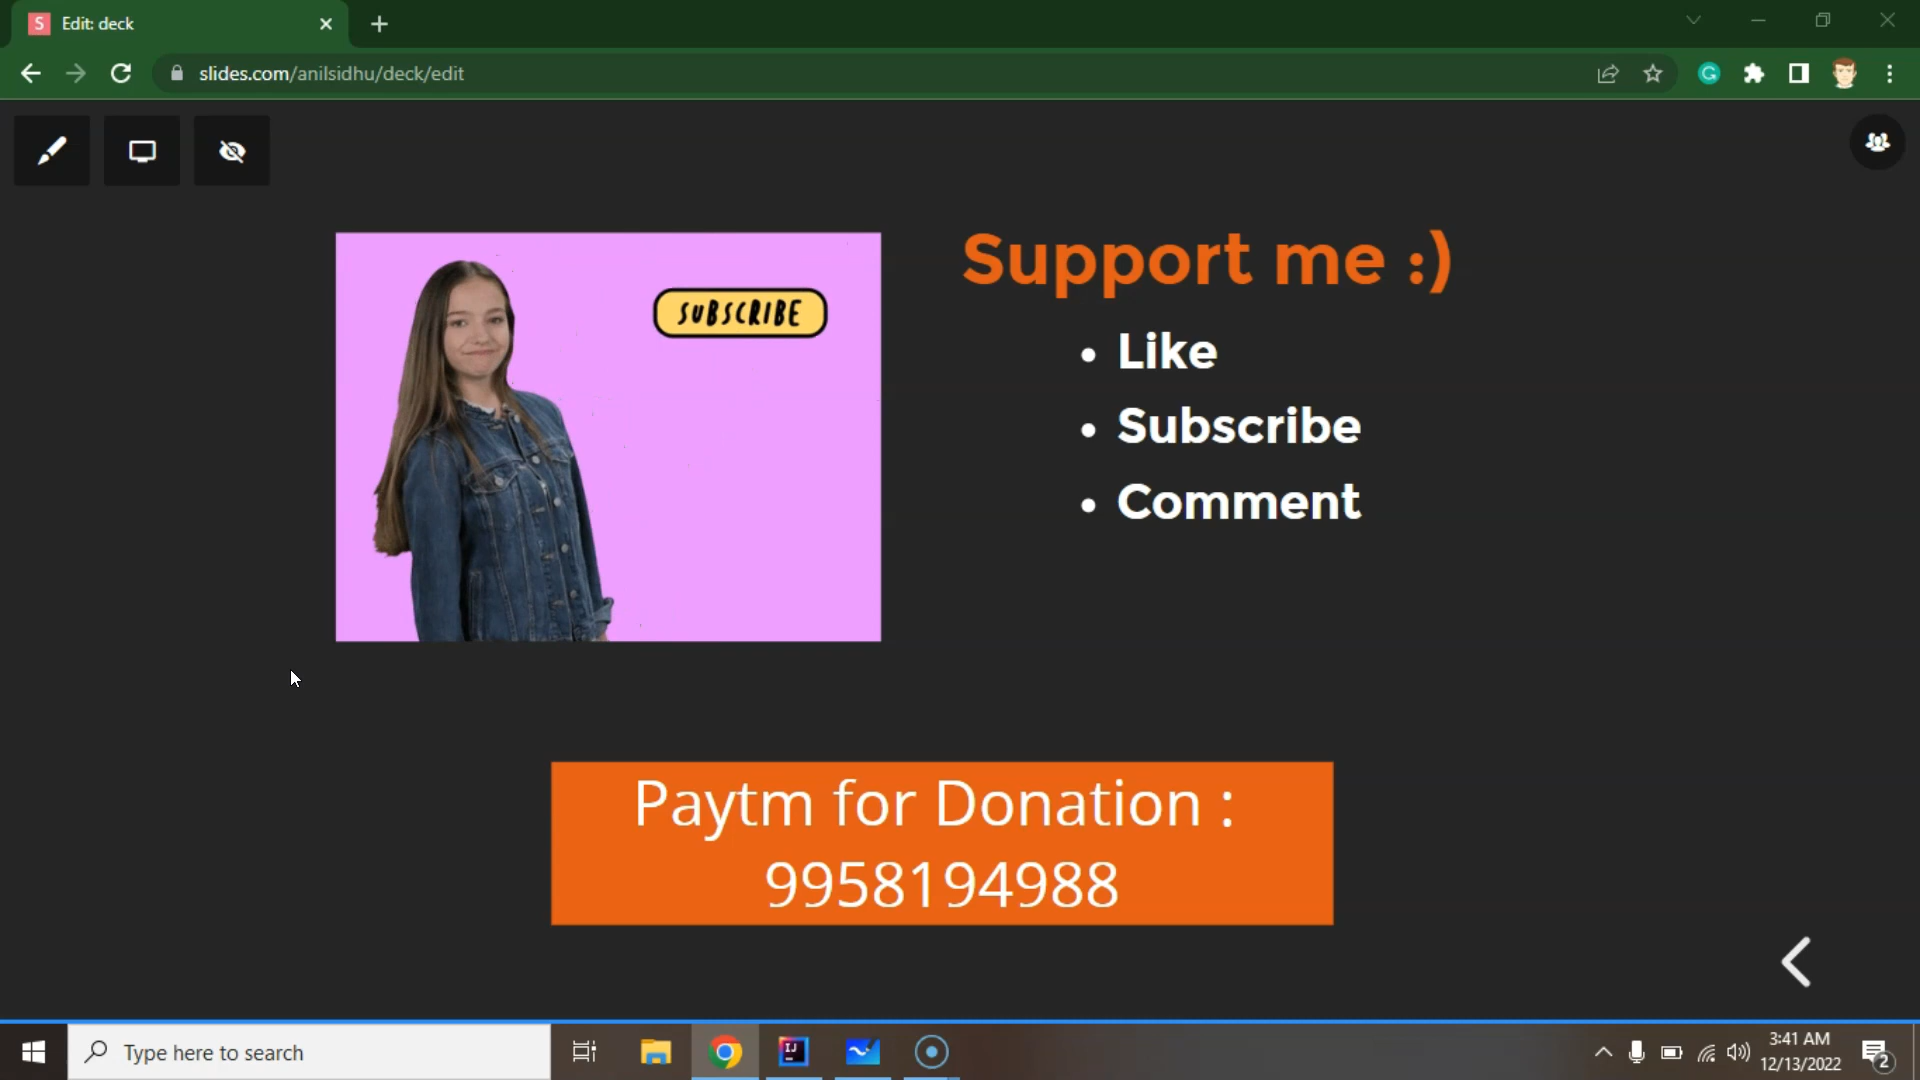 Edit: deck
slides.com/anilsidhu/deck/edit
SUBSCRIBE
Support me :)
• Like
• Subscribe
• Comment
Paytm for Donation :
9958194988
Type here to search
3:41 AM
12/13/2022
2